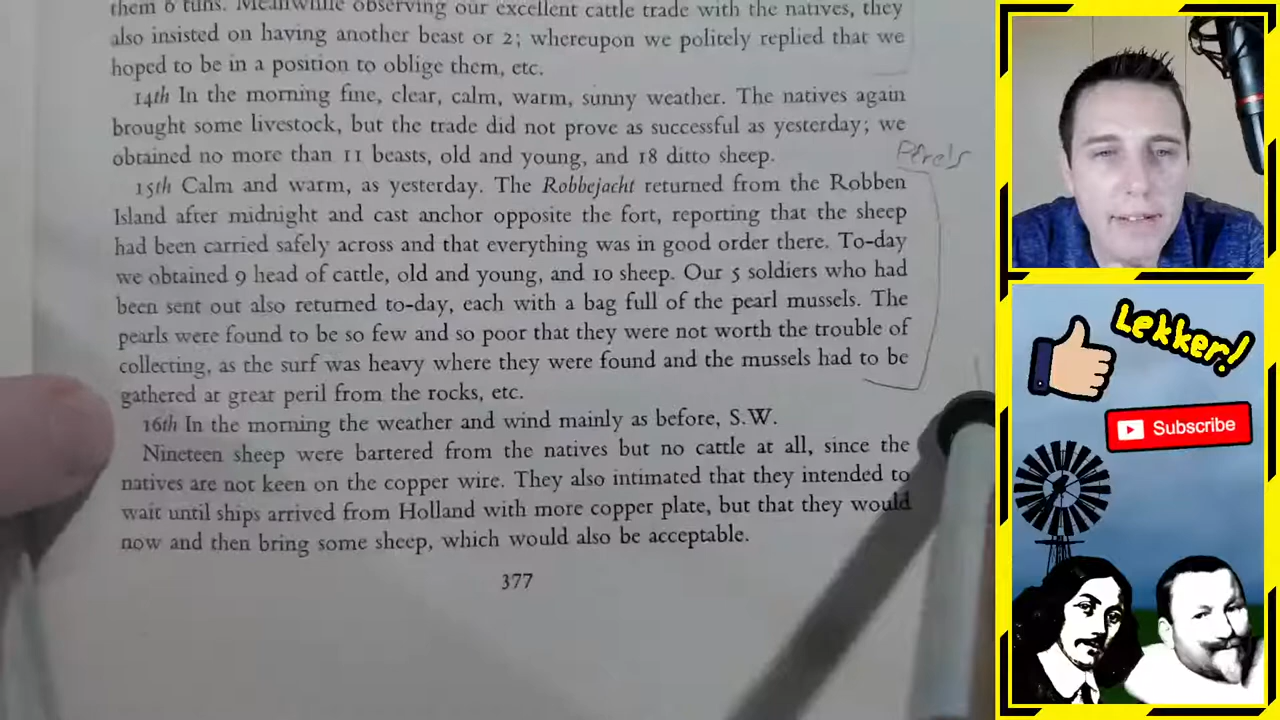 them 6 tuns. Meanwhile observing our excellent cattle trade with the natives, they
also insisted on having another beast or 2; whereupon we politely replied that we
hoped to be in a position to oblige them, etc.
14th In the morning fine, clear, calm, warm, sunny weather. The natives again
brought some livestock, but the trade did not prove as successful as yesterday; we
obtained no more than 11 beasts, old and young, and 18 ditto sheep.
Pêrels
15th Calm and warm, as yesterday. The Robbejacht returned from the Robben
Island after midnight and cast anchor opposite the fort, reporting that the sheep
had been carried safely across and that everything was in good order there. To-day
we obtained 9 head of cattle, old and young, and 10 sheep. Our 5 soldiers who had
been sent out also returned to-day, each with a bag full of the pearl mussels. The
pearls were found to be so few and so poor that they were not worth the trouble of
collecting, as the surf was heavy where they were found and the mussels had to be
gathered at great peril from the rocks, etc.
16th In the morning the weather and wind mainly as before, S.W.
Nineteen sheep were bartered from the natives but no cattle at all, since the
natives are not keen on the copper wire. They also intimated that they intended to
wait until ships arrived from Holland with more copper plate, but that they would
now and then bring some sheep, which would also be acceptable.
377
Lekker!
Subscribe